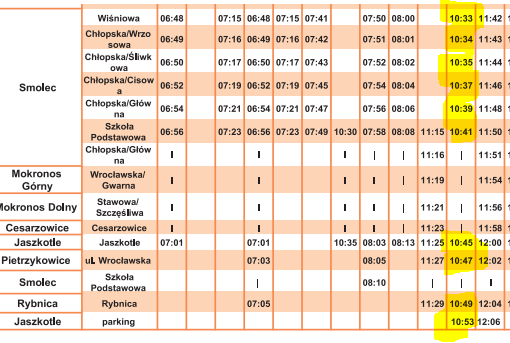 Wiśniowa 06:48 07:15 06:48 07:15 07:41 07:50 08:00 10:33 11:42
Chłopska/Wrzo
sowa
06:49 07:16 06:49 07:16 07:42 07:51 08:01 10:34 11:43
Chłopska/Śliwk
owa
06:50 07:17 06:50 07:17 07:43 07:52 08:02 10:35 11:44
Smolec
Chłopska/Cisow
a
06:52 07:19 06:52 07:19 07:45 07:54 08:04 10:37 11:46
Chłopska/Głów
na
06:54 07:21 06:54 07:21 07:47 07:56 08:06 10:39 11:48
Szkoła
Podstawowa
06:56 07:23 06:56 07:23 07:49 10:30 07:58 08:08 11:15 10:41 11:50
Chłopska/Głów
na
I I I | | 11:16 | 11:51
Mokronos
Górny
Wrocławska/
Gwarna
I I I | | 11:19 | 11:54
Mokronos Dolny
Stawowa/
Szczęśliwa
I I I | | 11:21 | 11:56
Cesarzowice Cesarzowice I I I | | 11:23 | 11:58
Jaszkotle Jaszkotle 07:01 07:01 10:35 08:03 08:13 11:25 10:45 12:00
Pietrzykowice ul. Wrocławska 07:03 08:05 11:27 10:47 12:02
Smolec
Szkoła
Podstawowa
| 08:10 | | I
Rybnica Rybnica 07:05 11:29 10:49 12:04
Jaszkotle parking 10:53 12:06